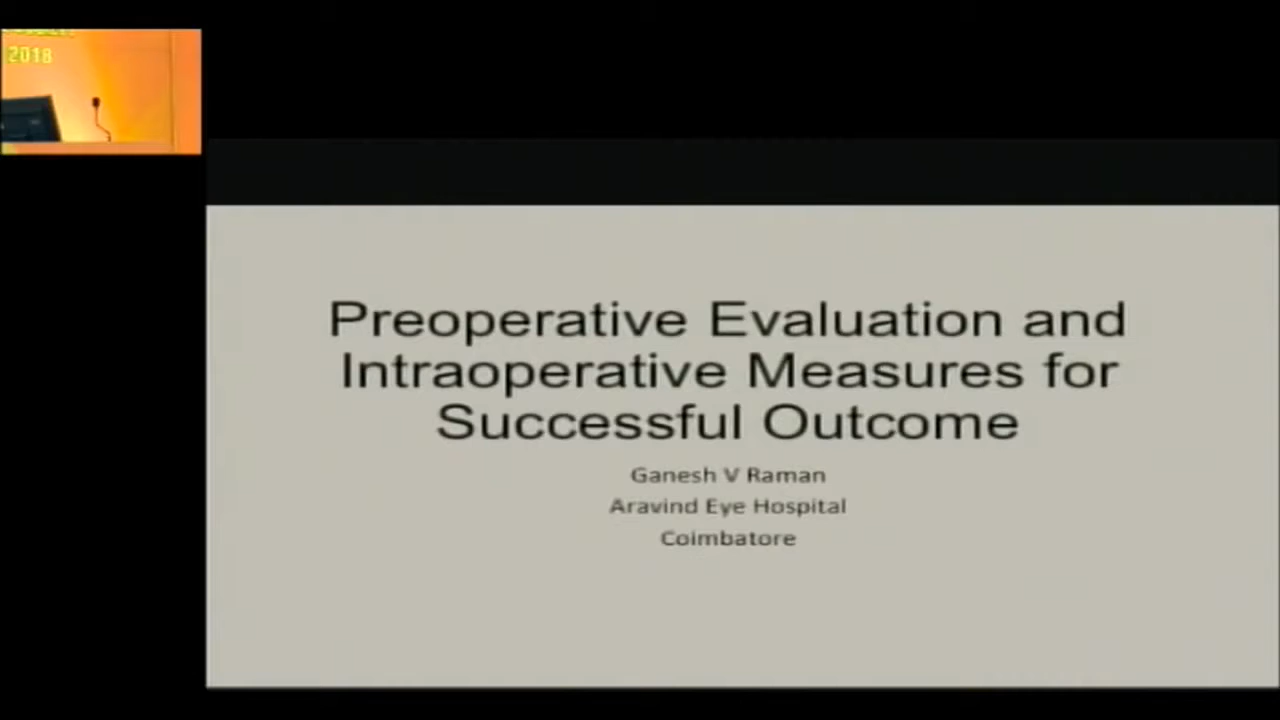 2018
Preoperative Evaluation and
Intraoperative Measures for
Successful Outcome
Ganesh V Raman
Aravind Eye Hospital
Coimbatore